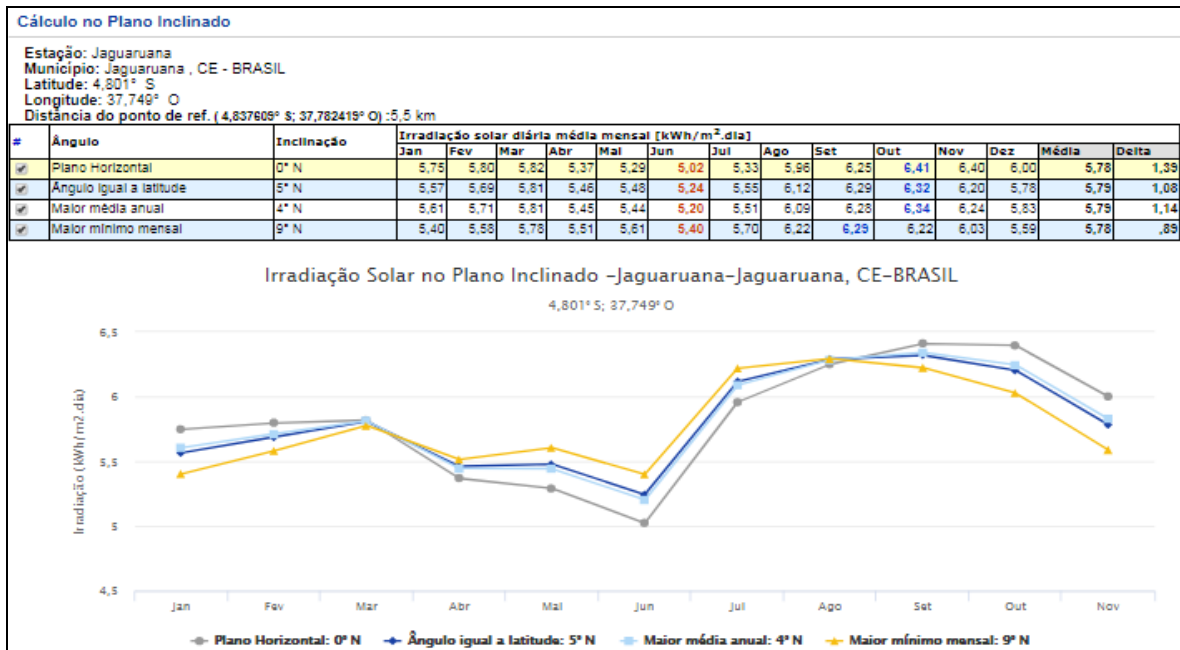 Cálculo no Plano Inclinado
Estação: Jaguaruana
Município: Jaguaruana , CE - BRASIL
Latitude: 4,801° S
Longitude: 37,749° O
Distância do ponto de ref. ( 4,837609° S; 37,782419° O) :5,5 km
# Ângulo Inclinação Irradiação solar diária média mensal [kWh/m².dia]
Jan Fev Mar Abr Mai Jun Jul Ago Set Out Nov Dez Média Delta
Plano Horizontal 0° N 5,75 5,80 5,82 5,37 5,29 5,02 5,33 5,96 6,25 6,41 6,40 6,00 5,78 1,39
Ângulo igual a latitude 5° N 5,57 5,69 5,81 5,46 5,48 5,24 5,55 6,12 6,29 6,32 6,20 5,78 5,79 1,08
Maior média anual 4° N 5,61 5,71 5,81 5,45 5,44 5,20 5,51 6,09 6,28 6,34 6,24 5,83 5,79 1,14
Maior mínimo mensal 9° N 5,40 5,58 5,78 5,51 5,61 5,40 5,70 6,22 6,29 6,22 6,03 5,59 5,78 ,89
Irradiação Solar no Plano Inclinado -Jaguaruana-Jaguaruana, CE-BRASIL
4,801° S; 37,749° O
Irradiação (kWh/m2.dia)
6,5
6
5,5
5
4,5
Jan Fev Mar Abr Mai Jun Jul Ago Set Out Nov
Plano Horizontal: 0° N Ângulo igual a latitude: 5° N Maior média anual: 4° N Maior mínimo mensal: 9° N